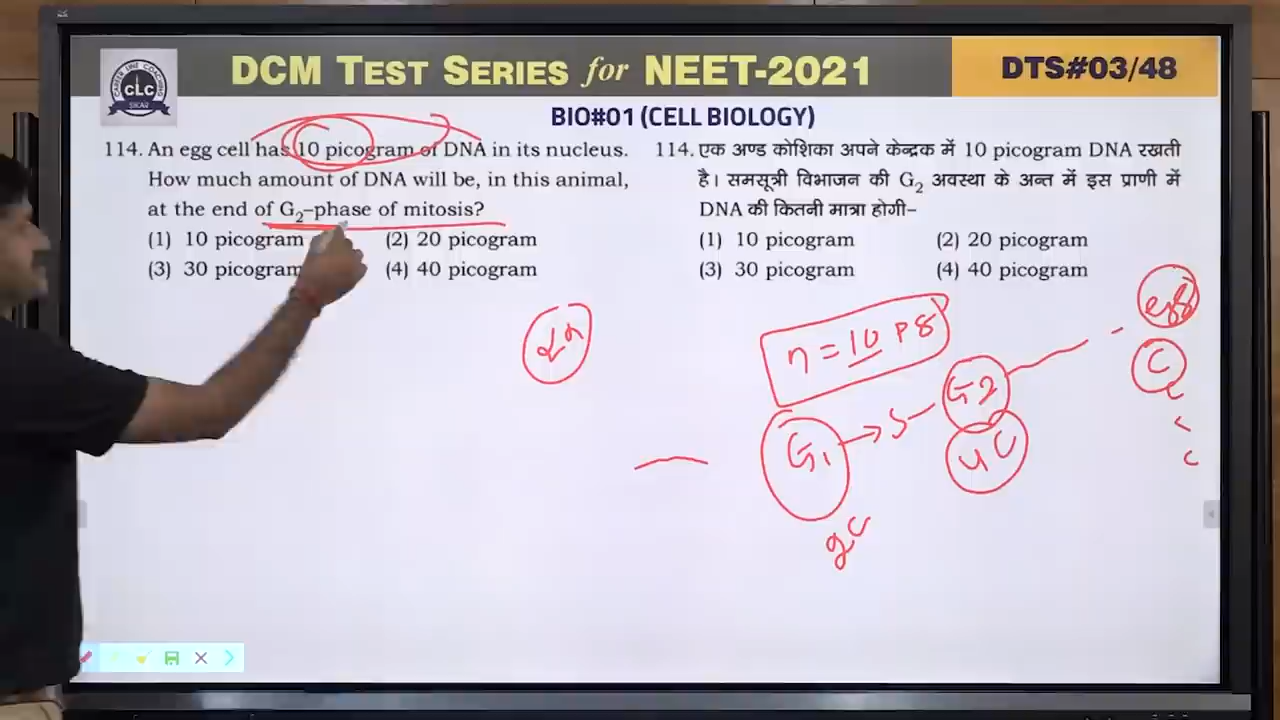 DCM TEST SERIES for NEET-2021
DTS#03/48
CAREER LINE COACHING
CLC
SIKAR
BIO#01 (CELL BIOLOGY)
114. An egg cell has 10 picogram of DNA in its nucleus.
How much amount of DNA will be, in this animal,
at the end of G₂–phase of mitosis?
(1) 10 picogram
(2) 20 picogram
(3) 30 picogram
(4) 40 picogram
114. एक अण्ड कोशिका अपने केन्द्रक में 10 picogram DNA रखती
है। समसूत्री विभाजन की G₂ अवस्था के अन्त में इस प्राणी में
DNA की कितनी मात्रा होगी–
(1) 10 picogram
(2) 20 picogram
(3) 30 picogram
(4) 40 picogram
2n
n = 10 pg
egg
C
G₁ → S – G2
4C
2C